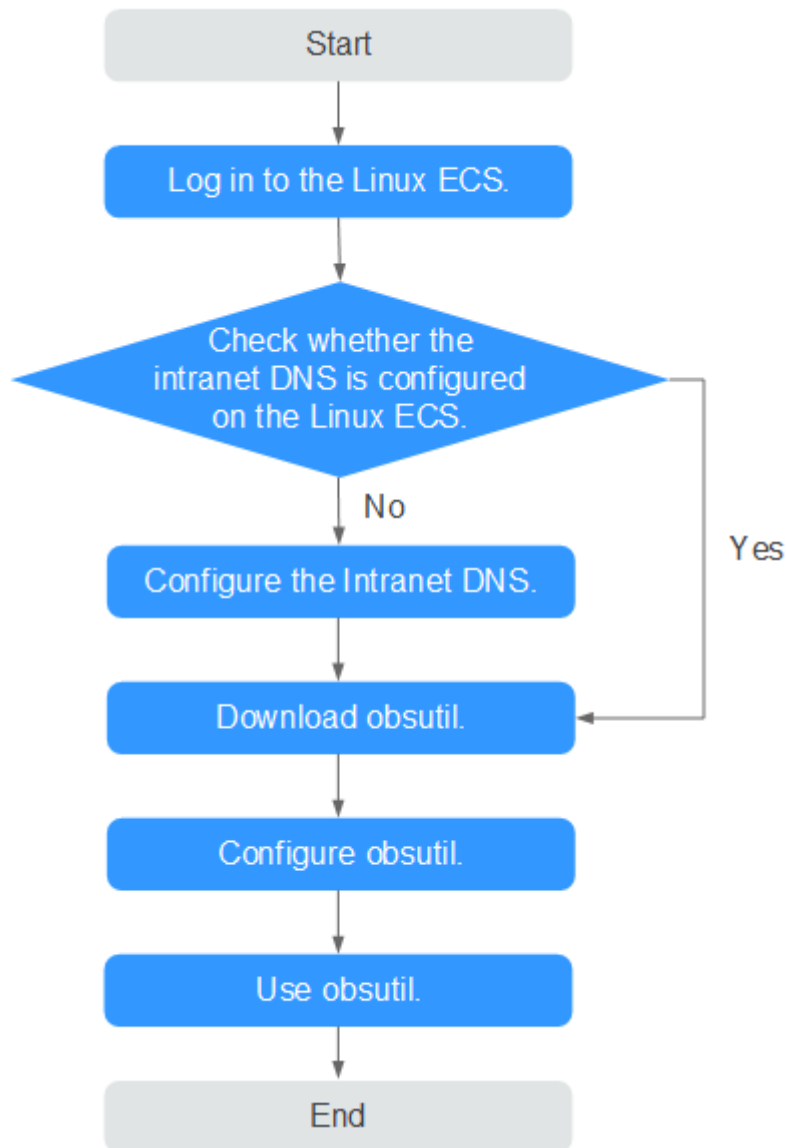 Start
Log in to the Linux ECS.
Check whether the
intranet DNS is configured
on the Linux ECS.
No
Yes
Configure the Intranet DNS.
Download obsutil.
Configure obsutil.
Use obsutil.
End